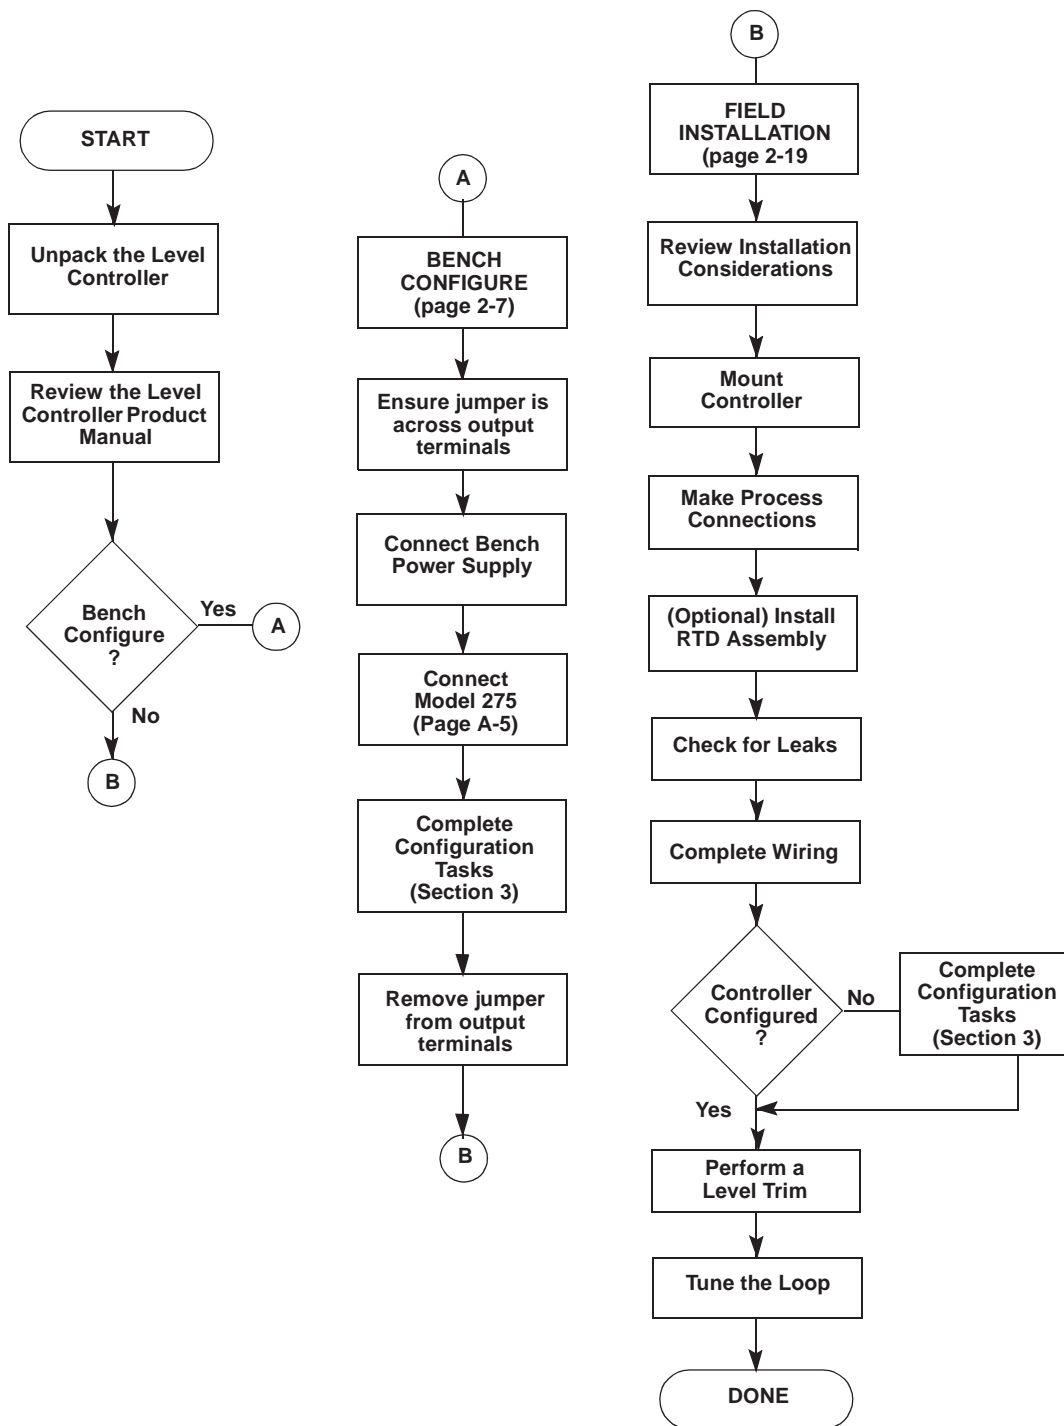 START
Unpack the Level
Controller
Review the Level
Controller Product
Manual
Bench
Configure
?
Yes
A
No
B
A
BENCH
CONFIGURE
(page 2-7)
Ensure jumper is
across output
terminals
Connect Bench
Power Supply
Connect
Model 275
(Page A-5)
Complete
Configuration
Tasks
(Section 3)
Remove jumper
from output
terminals
B
B
FIELD
INSTALLATION
(page 2-19
Review Installation
Considerations
Mount
Controller
Make Process
Connections
(Optional) Install
RTD Assembly
Check for Leaks
Complete Wiring
Controller
Configured
?
No
Complete
Configuration
Tasks
(Section 3)
Yes
Perform a
Level Trim
Tune the Loop
DONE